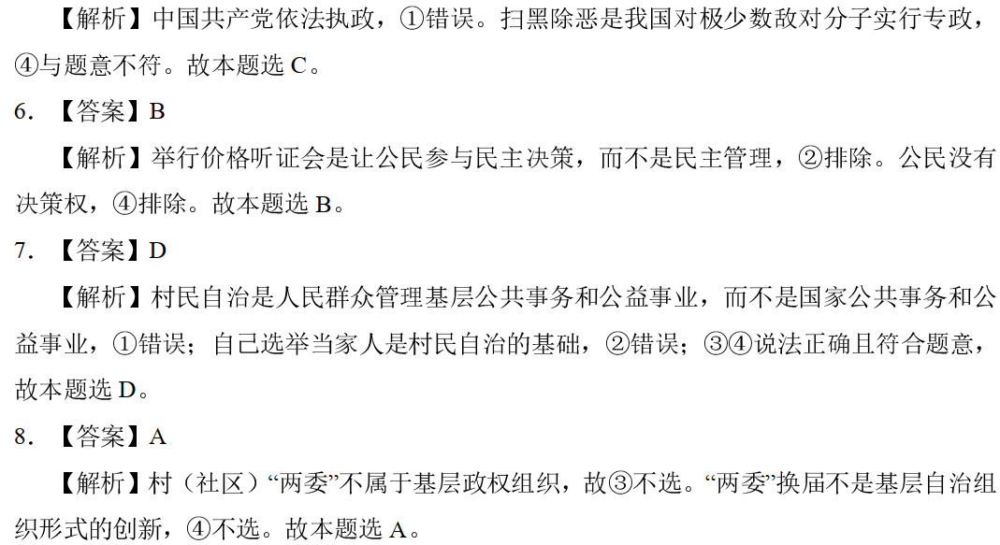 【解析】中国共产党依法执政，①错误。扫黑除恶是我国对极少数敌对分子实行专政，
④与题意不符。故本题选 C。
6．【答案】B
【解析】举行价格听证会是让公民参与民主决策，而不是民主管理，②排除。公民没有
决策权，④排除。故本题选 B。
7．【答案】D
【解析】村民自治是人民群众管理基层公共事务和公益事业，而不是国家公共事务和公
益事业，①错误；自己选举当家人是村民自治的基础，②错误；③④说法正确且符合题意，
故本题选 D。
8．【答案】A
【解析】村（社区）“两委”不属于基层政权组织，故③不选。“两委”换届不是基层自治组
织形式的创新，④不选。故本题选 A。